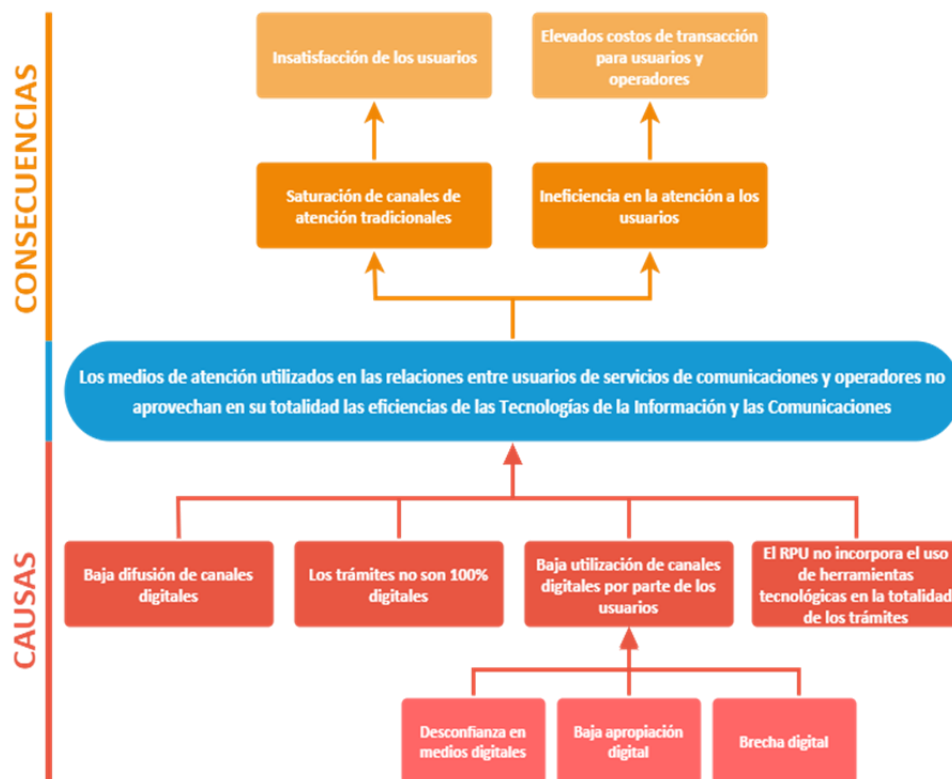 CONSECUENCIAS
Insatisfacción de los usuarios
Elevados costos de transacción
para usuarios y
operadores
Saturación de canales de
atención tradicionales
Ineficiencia en la atención a los
usuarios
Los medios de atención utilizados en las relaciones entre usuarios de servicios de comunicaciones y operadores no
aprovechan en su totalidad las eficiencias de las Tecnologías de la Información y las Comunicaciones
CAUSAS
Baja difusión de canales
digitales
Los trámites no son 100%
digitales
Baja utilización de canales
digitales por parte de los
usuarios
El RPU no incorpora el uso
de herramientas
tecnológicas en la totalidad
de los trámites
Desconfianza en
medios digitales
Baja apropiación
digital
Brecha digital